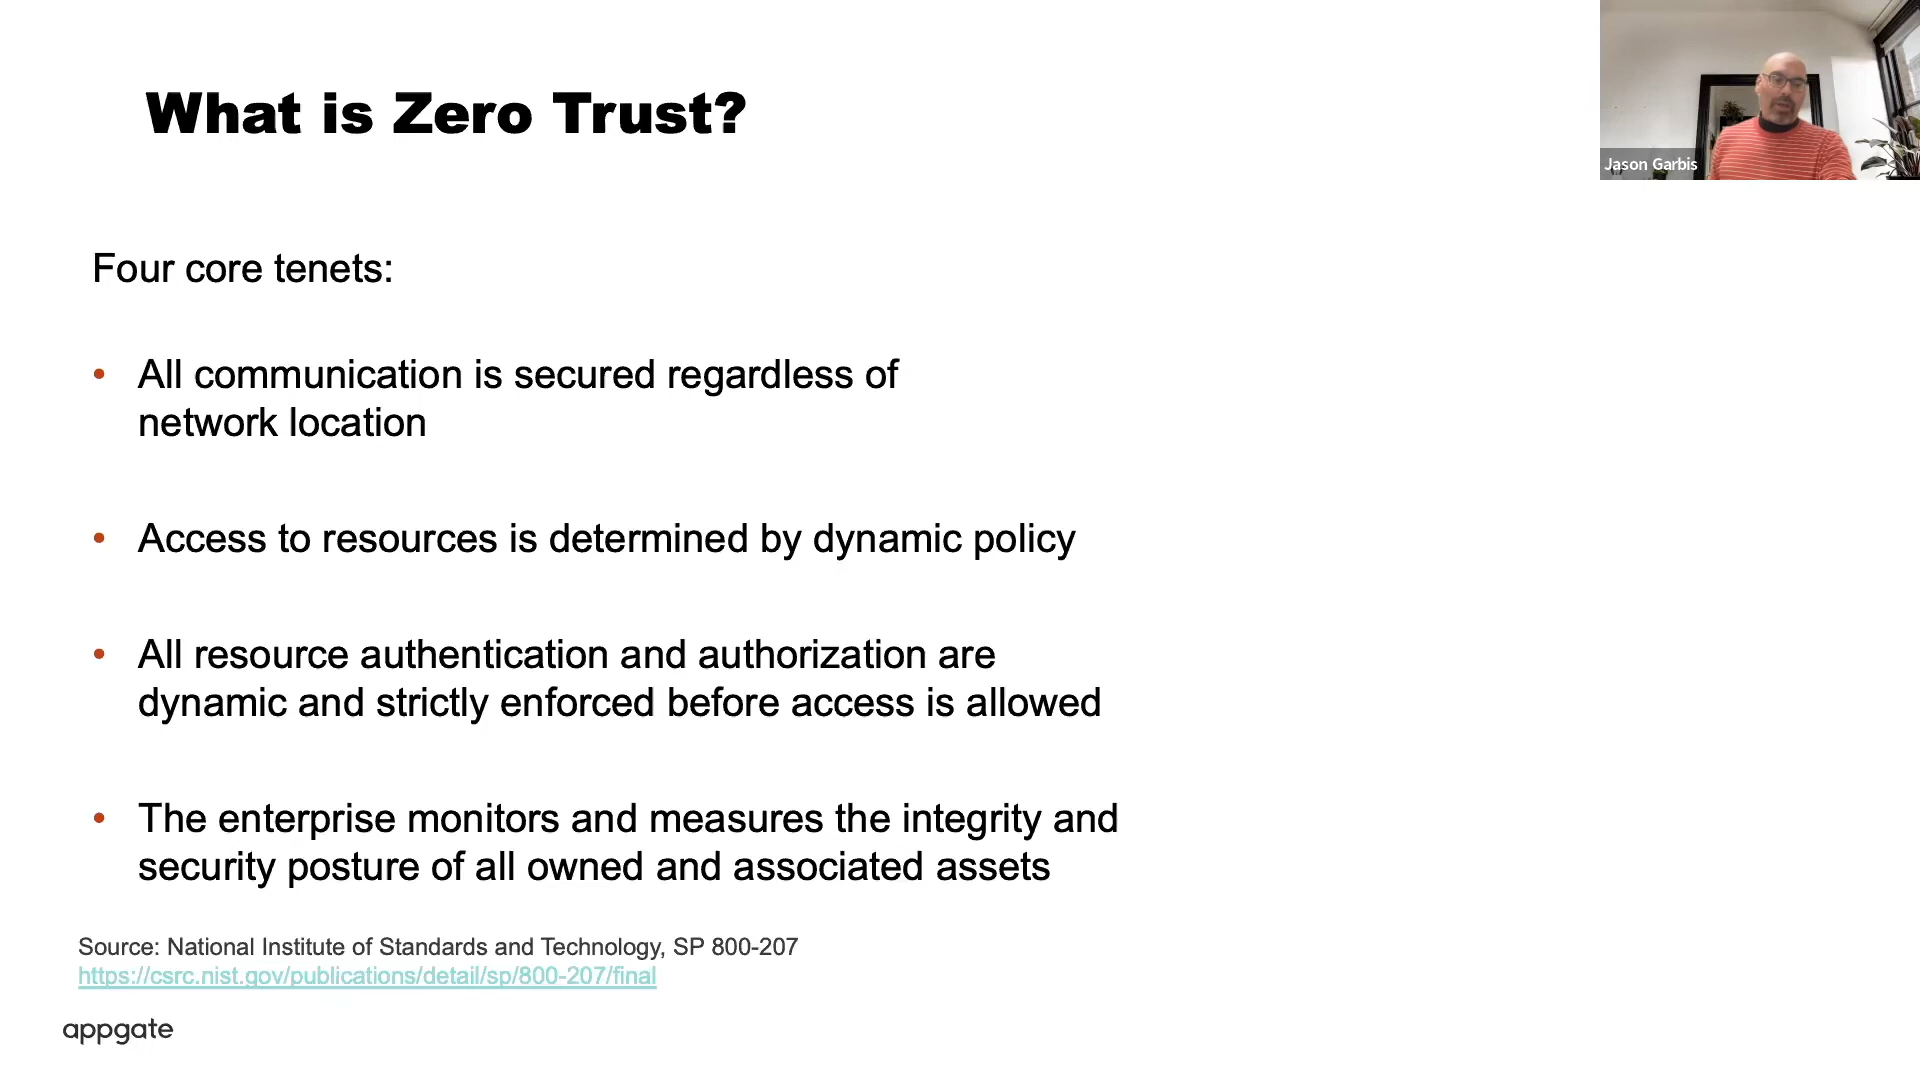 What is Zero Trust?
Jason Garbis
Four core tenets:
• All communication is secured regardless of
network location
• Access to resources is determined by dynamic policy
• All resource authentication and authorization are
dynamic and strictly enforced before access is allowed
• The enterprise monitors and measures the integrity and
security posture of all owned and associated assets
Source: National Institute of Standards and Technology, SP 800-207
https://csrc.nist.gov/publications/detail/sp/800-207/final
appgate